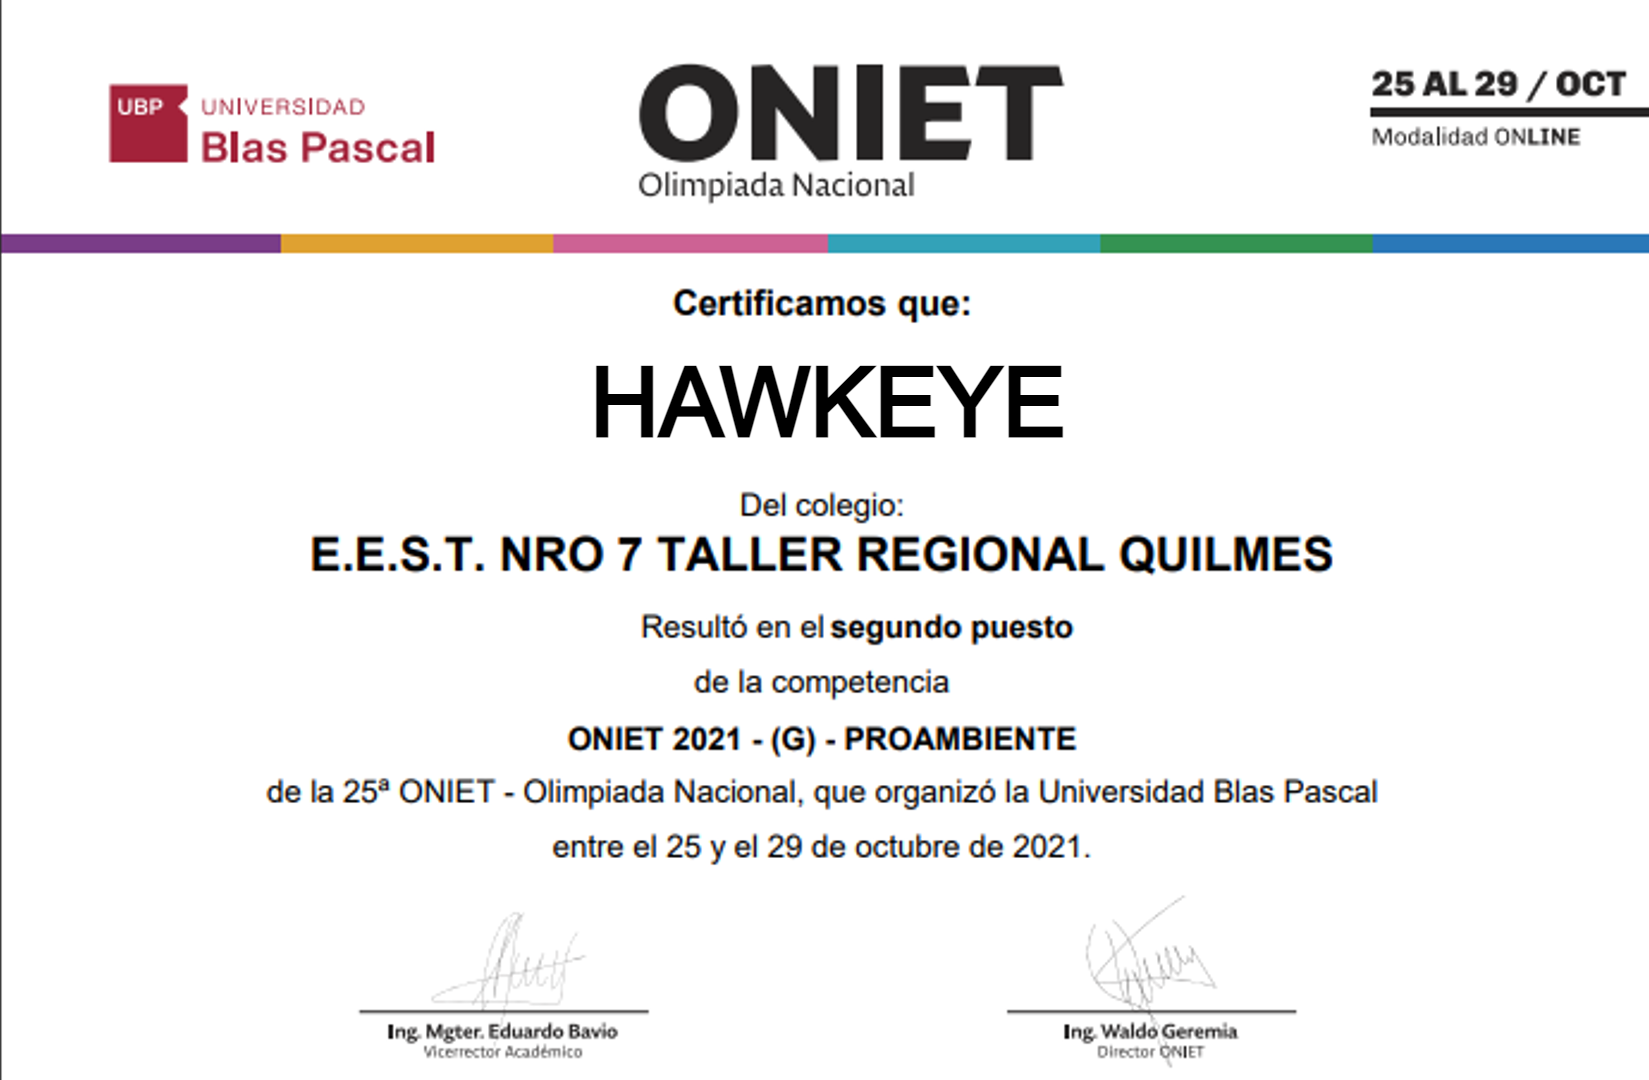 UBP
UNIVERSIDAD
Blas Pascal
ONIET
Olimpiada Nacional
25 AL 29 / OCT
Modalidad ONLINE
Certificamos que:
HAWKEYE
Del colegio:
E.E.S.T. NRO 7 TALLER REGIONAL QUILMES
Resultó en el segundo puesto
de la competencia
ONIET 2021 - (G) - PROAMBIENTE
de la 25ª ONIET - Olimpiada Nacional, que organizó la Universidad Blas Pascal
entre el 25 y el 29 de octubre de 2021.
Ing. Mgter. Eduardo Bavio
Vicerrector Académico
Ing. Waldo Geremia
Director ONIET